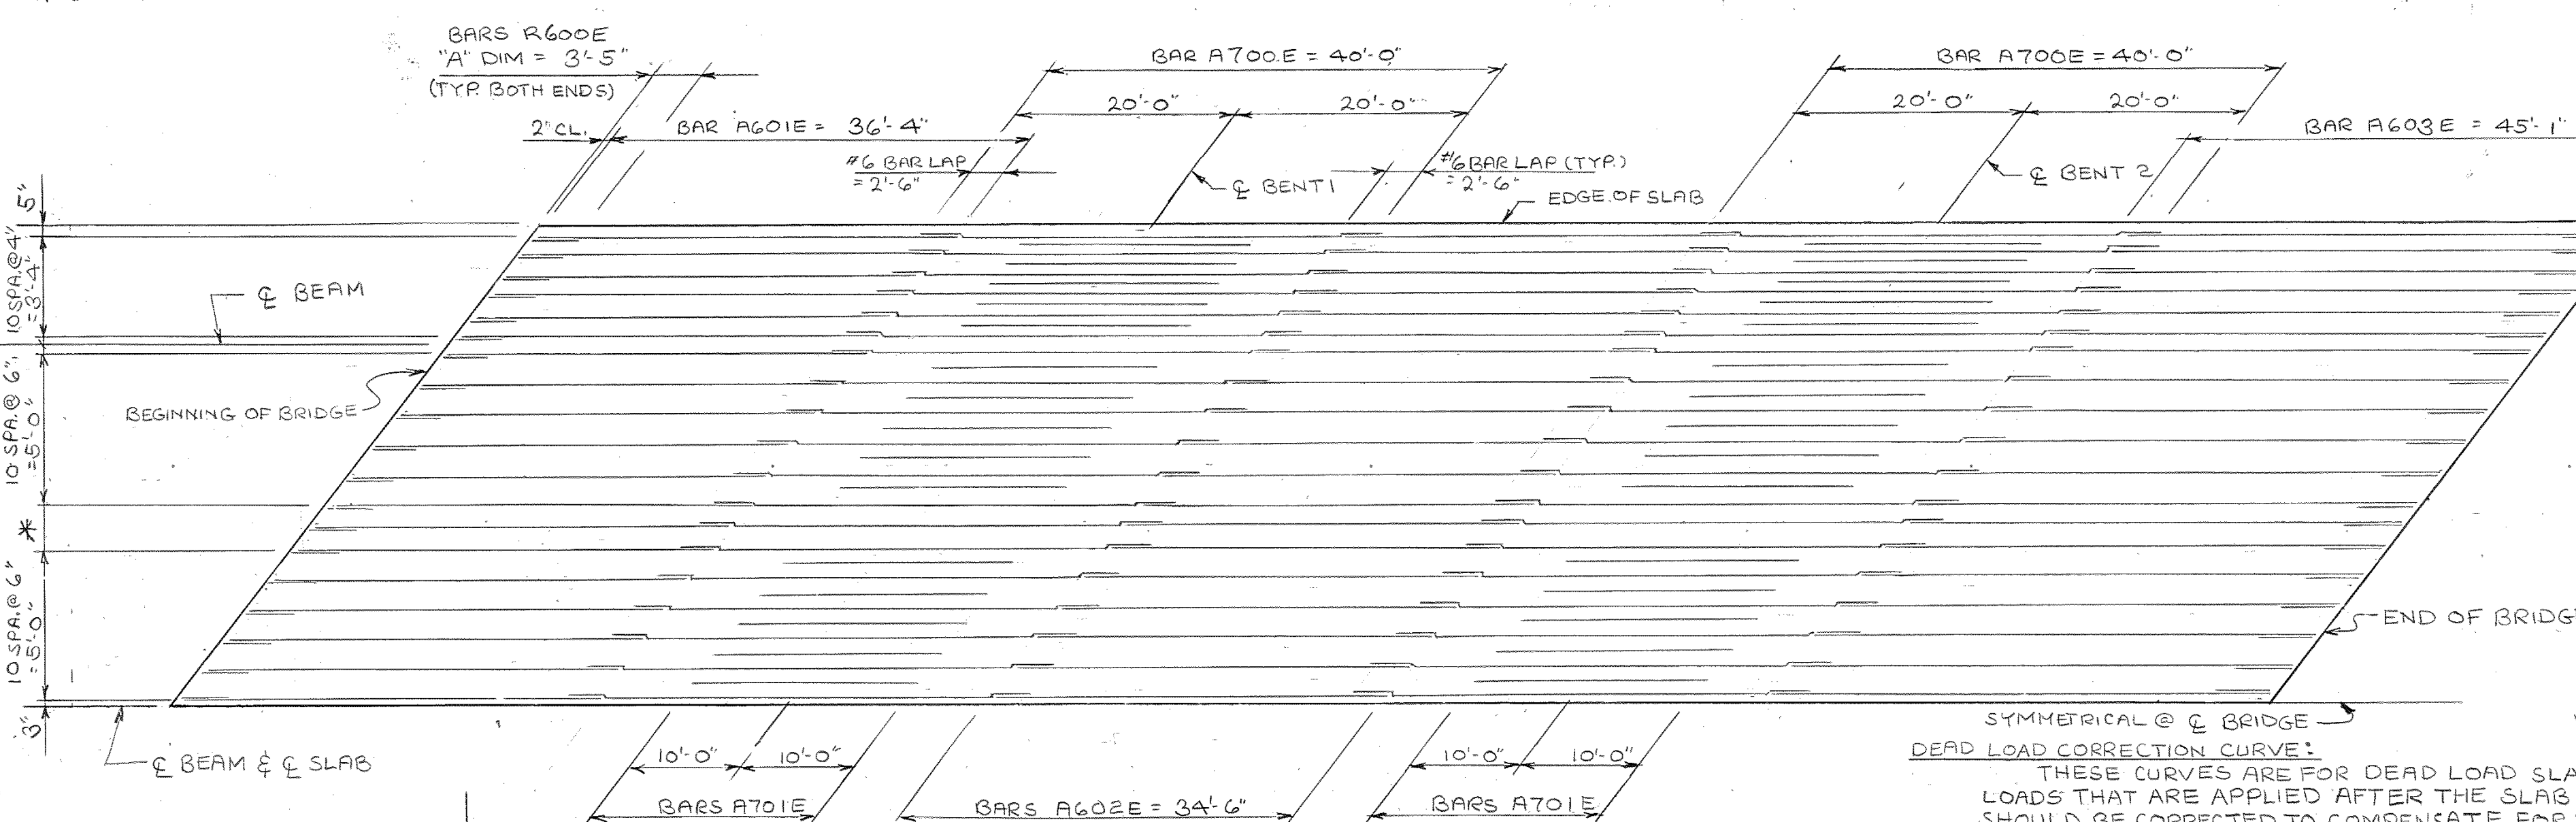 BARS R600E
"A" DIM = 3'-5"
(TYP. BOTH ENDS)
BAR A700E = 40'-0"
BAR A700E = 40'-0"
20'-0"
20'-0"
20'-0"
20'-0"
2" CL.
BAR A601E = 36'-4"
BAR A603E = 45'-1"
#6 BAR LAP
= 2'-6"
℄ BENT 1
#6 BAR LAP (TYP.)
= 2'-6"
℄ BENT 2
EDGE OF SLAB
5"
10 SPA. @ 4"
= 3'-4"
℄ BEAM
10 SPA. @ 6"
= 5'-0"
BEGINNING OF BRIDGE
*
10 SPA. @ 6"
= 5'-0"
3"
END OF BRIDG
℄ BEAM & ℄ SLAB
10'-0"
10'-0"
10'-0"
10'-0"
BARS A701E
BARS A602E = 34'-6"
BARS A701E
SYMMETRICAL @ ℄ BRIDGE
DEAD LOAD CORRECTION CURVE:
THESE CURVES ARE FOR DEAD LOAD SLA
LOADS THAT ARE APPLIED AFTER THE SLAB
SHOULD BE CORRECTED TO COMPENSATE FOR